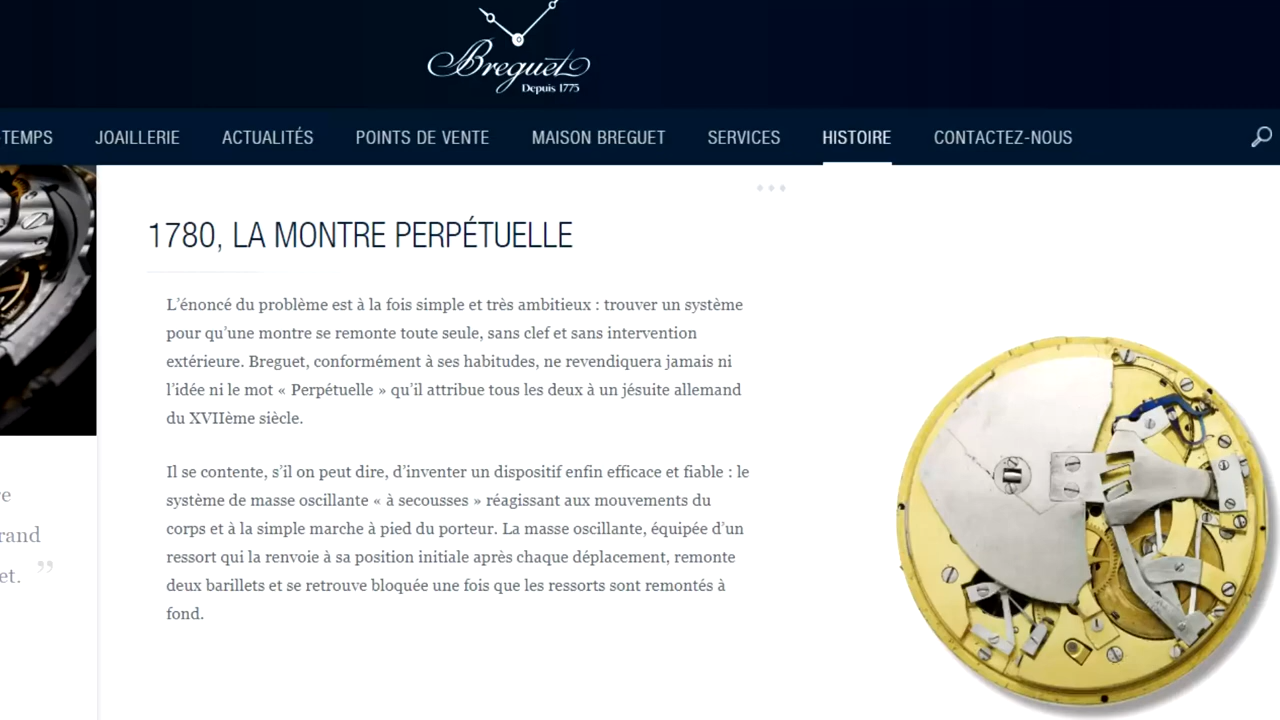 Breguet
Depuis 1775
-TEMPS JOAILLERIE ACTUALITÉS POINTS DE VENTE MAISON BREGUET SERVICES HISTOIRE CONTACTEZ-NOUS
1780, LA MONTRE PERPÉTUELLE
L’énoncé du problème est à la fois simple et très ambitieux : trouver un système
pour qu’une montre se remonte toute seule, sans clef et sans intervention
extérieure. Breguet, conformément à ses habitudes, ne revendiquera jamais ni
l’idée ni le mot « Perpétuelle » qu’il attribue tous les deux à un jésuite allemand
du XVIIème siècle.
Il se contente, s’il on peut dire, d’inventer un dispositif enfin efficace et fiable : le
système de masse oscillante « à secousses » réagissant aux mouvements du
corps et à la simple marche à pied du porteur. La masse oscillante, équipée d’un
ressort qui la renvoie à sa position initiale après chaque déplacement, remonte
deux barillets et se retrouve bloquée une fois que les ressorts sont remontés à
fond.
re
rand
et. ”